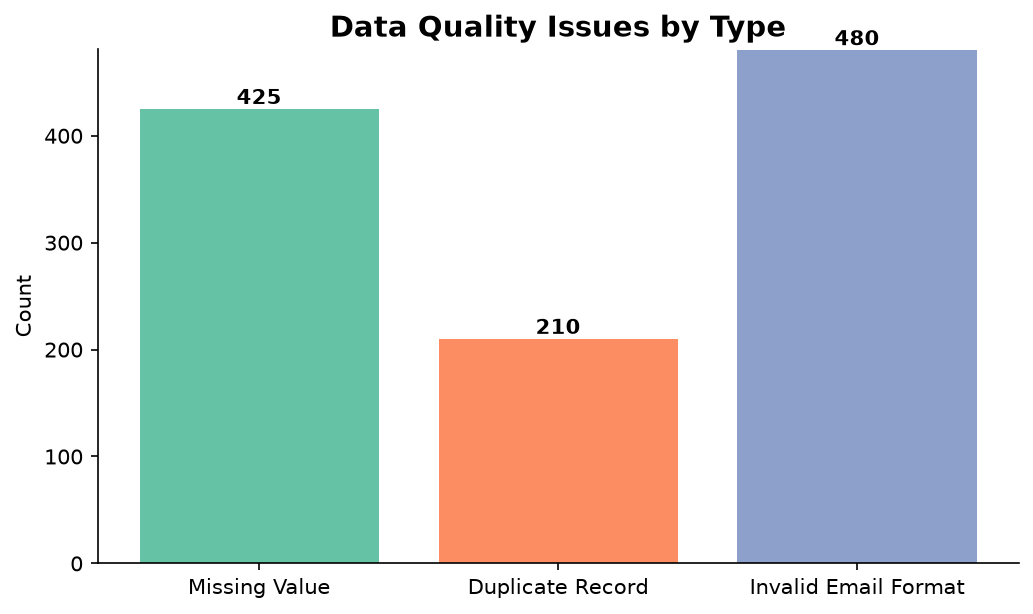 Data Quality Issues by Type
480
425
400
300
210
200
100
0
Count
Missing Value
Duplicate Record
Invalid Email Format